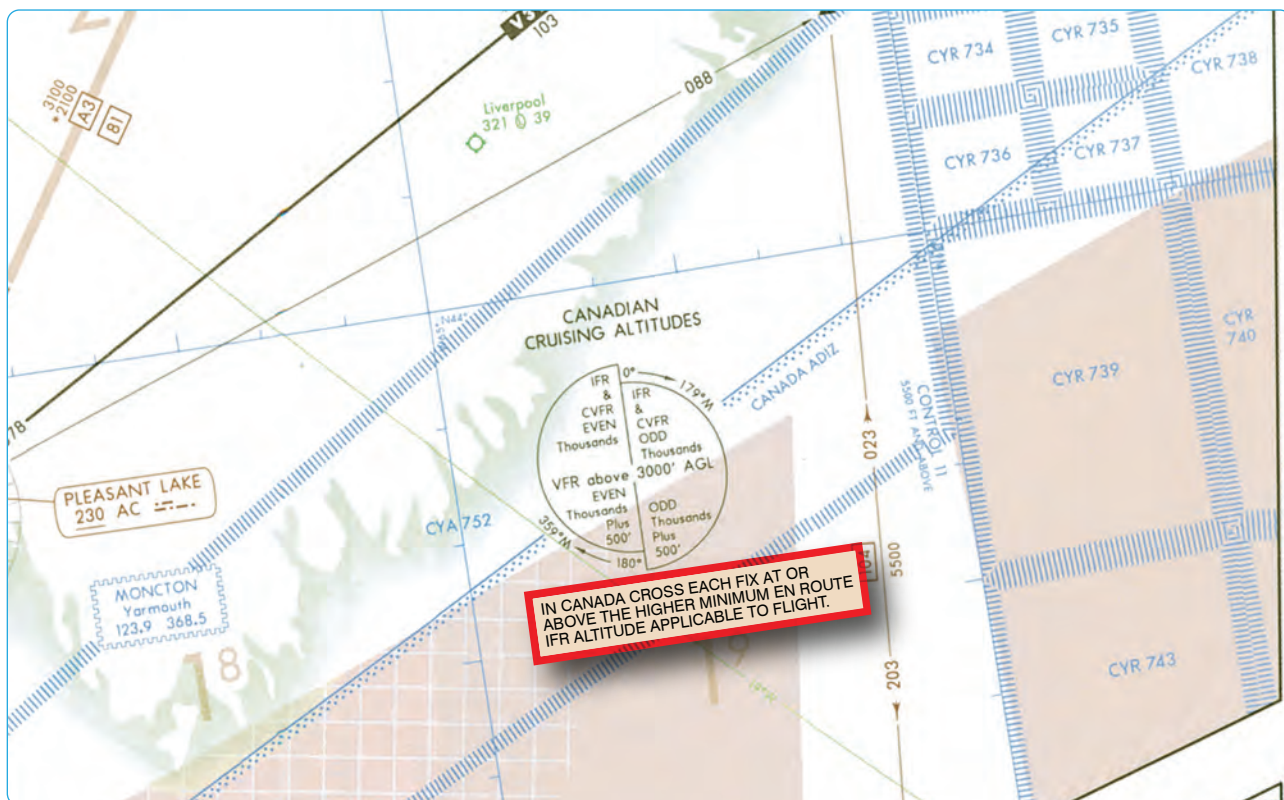 V3
103
088
CYR 734
CYR 735
CYR 738
3100
*2100
A3
81
Liverpool
321 39
CYR 736
CYR 737
N44°
CANADIAN
CRUISING ALTITUDES
IFR
&
CVFR
EVEN
Thousands
0°
179°W
IFR
&
CVFR
ODD
Thousands
VFR above 3000' AGL
EVEN
Thousands
Plus
500'
ODD
Thousands
Plus
500'
359°W
180°
CANADA ADIZ
CONTROL 11
5500 FT AND ABOVE
CYR 739
CYR
740
023
78
PLEASANT LAKE
230 AC
CYA 752
MONCTON
Yarmouth
123.9 368.5
18
IN CANADA CROSS EACH FIX AT OR
ABOVE THE HIGHER MINIMUM EN ROUTE
IFR ALTITUDE APPLICABLE TO FLIGHT.
104
5500
203
19
19°W
CYR 743